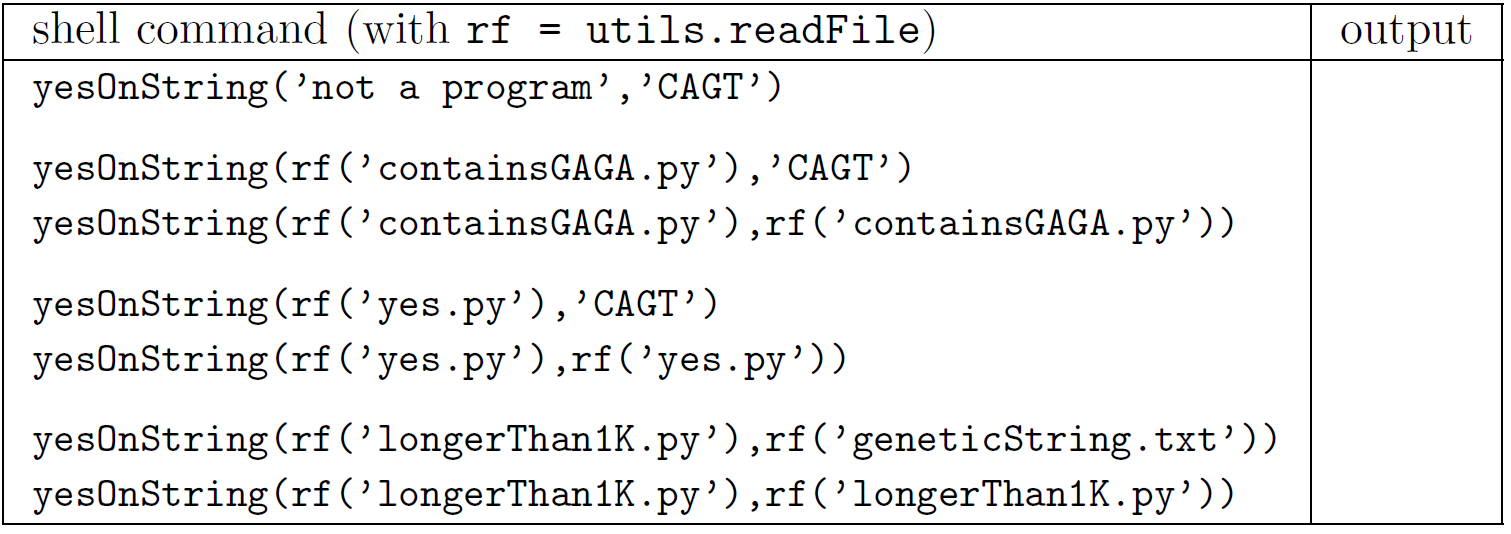 shell command (with rf = utils.readFile) output
yesOnString(’not a program’,’CAGT’)
yesOnString(rf(’containsGAGA.py’),’CAGT’)
yesOnString(rf(’containsGAGA.py’),rf(’containsGAGA.py’))
yesOnString(rf(’yes.py’),’CAGT’)
yesOnString(rf(’yes.py’),rf(’yes.py’))
yesOnString(rf(’longerThan1K.py’),rf(’geneticString.txt’))
yesOnString(rf(’longerThan1K.py’),rf(’longerThan1K.py’))